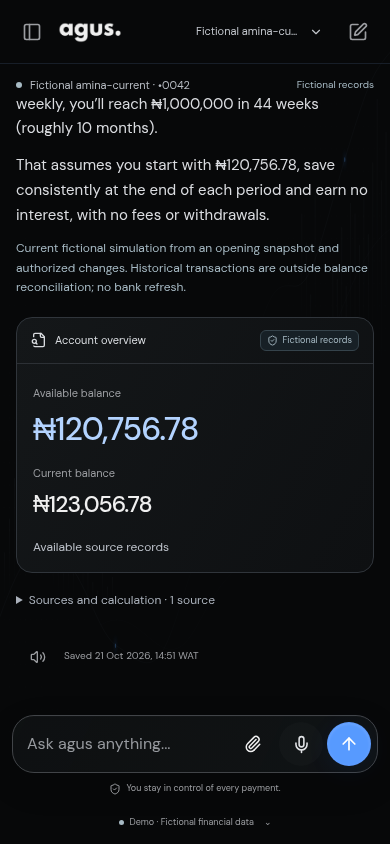 agus.
Fictional amina-cu...
Fictional amina-current · •0042
Fictional records
weekly, you’ll reach ₦1,000,000 in 44 weeks
(roughly 10 months).
That assumes you start with ₦120,756.78, save
consistently at the end of each period and earn no
interest, with no fees or withdrawals.
Current fictional simulation from an opening snapshot and
authorized changes. Historical transactions are outside balance
reconciliation; no bank refresh.
Account overview
Fictional records
Available balance
₦120,756.78
Current balance
₦123,056.78
Available source records
Sources and calculation · 1 source
Saved 21 Oct 2026, 14:51 WAT
Ask agus anything...
You stay in control of every payment.
Demo · Fictional financial data